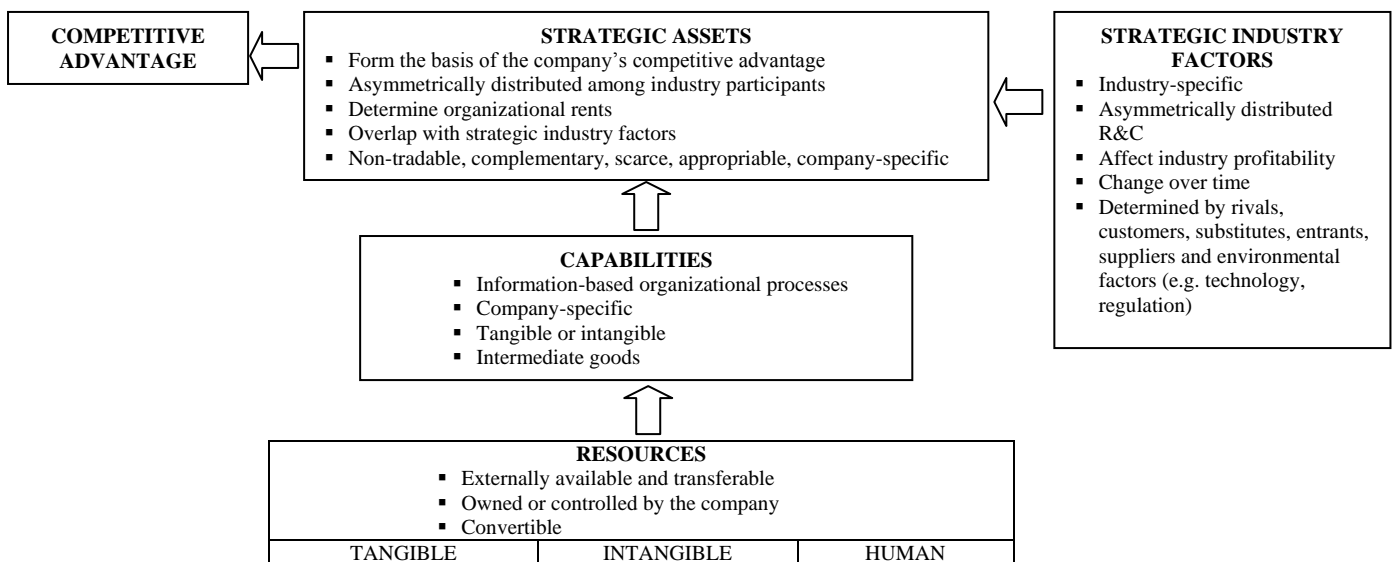 COMPETITIVE
ADVANTAGE
STRATEGIC ASSETS
▪ Form the basis of the company’s competitive advantage
▪ Asymmetrically distributed among industry participants
▪ Determine organizational rents
▪ Overlap with strategic industry factors
▪ Non-tradable, complementary, scarce, appropriable, company-specific
STRATEGIC INDUSTRY
FACTORS
▪ Industry-specific
▪ Asymmetrically distributed
R&C
▪ Affect industry profitability
▪ Change over time
▪ Determined by rivals,
customers, substitutes, entrants,
suppliers and environmental
factors (e.g. technology,
regulation)
CAPABILITIES
▪ Information-based organizational processes
▪ Company-specific
▪ Tangible or intangible
▪ Intermediate goods
RESOURCES
▪ Externally available and transferable
▪ Owned or controlled by the company
▪ Convertible
TANGIBLE INTANGIBLE HUMAN